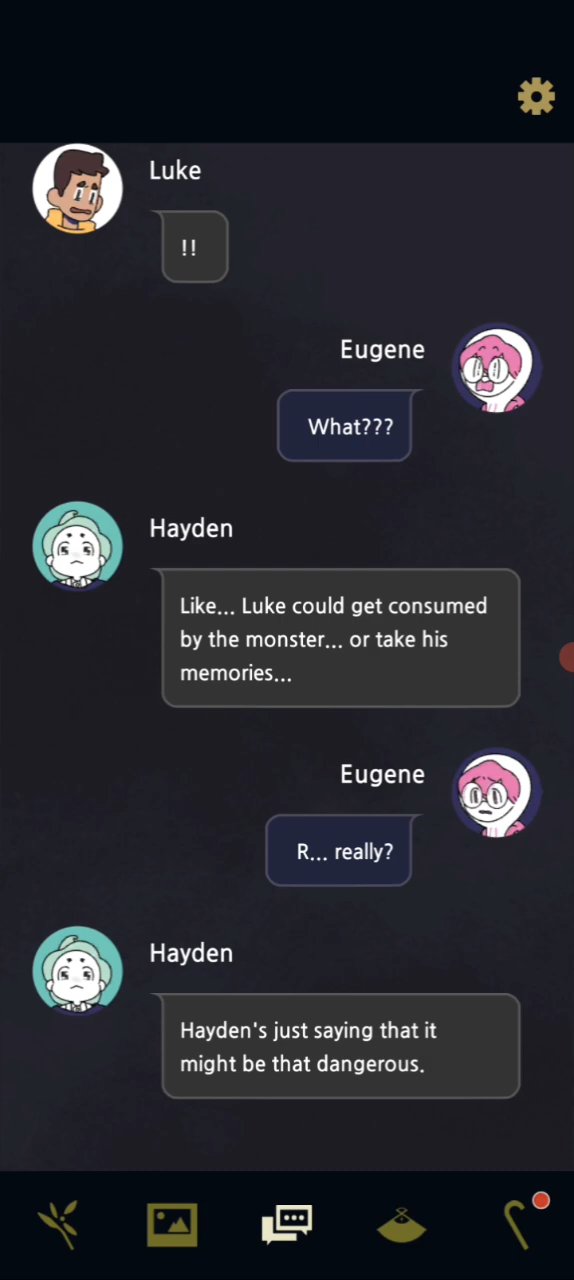 Luke
!!
Eugene
What???
Hayden
Like... Luke could get consumed
by the monster... or take his
memories...
Eugene
R... really?
Hayden
Hayden's just saying that it
might be that dangerous.